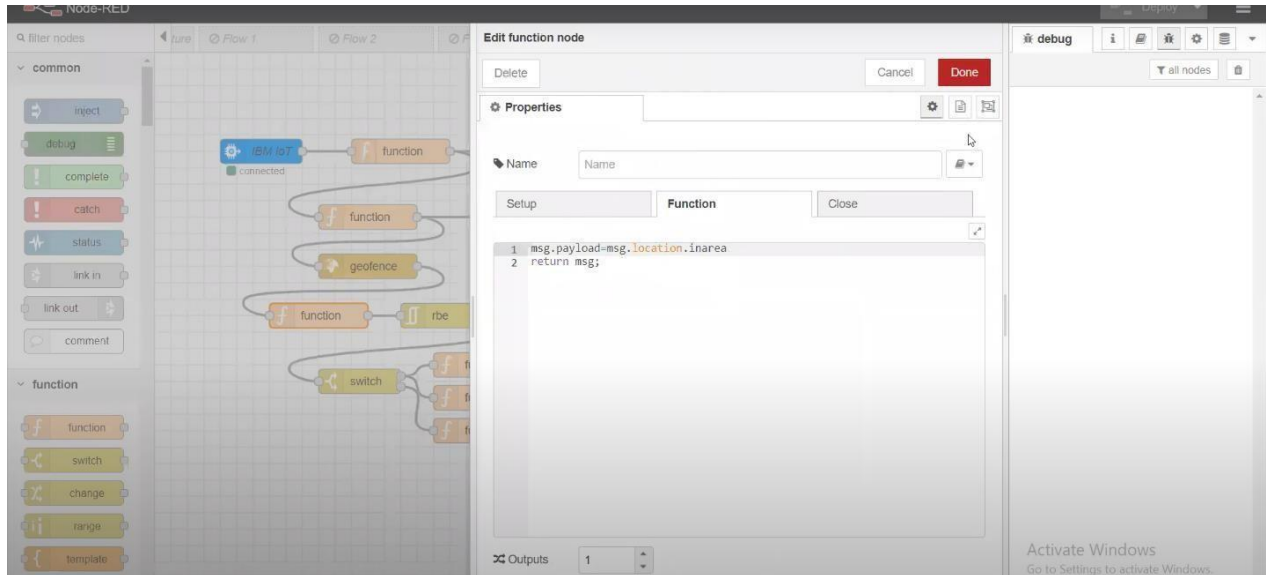 Node-RED
Deploy
filter nodes
ture
Flow 1
Flow 2
F
common
inject
debug
complete
catch
status
link in
link out
comment
function
function
switch
change
range
template
IBM IoT
connected
function
function
geofence
function
rbe
switch
f
f
f
Edit function node
Delete
Cancel
Done
Properties
Name
Name
Setup
Function
Close
1 msg.payload=msg.location.inarea
2 return msg;
Outputs
1
debug
i
all nodes
Activate Windows
Go to Settings to activate Windows.